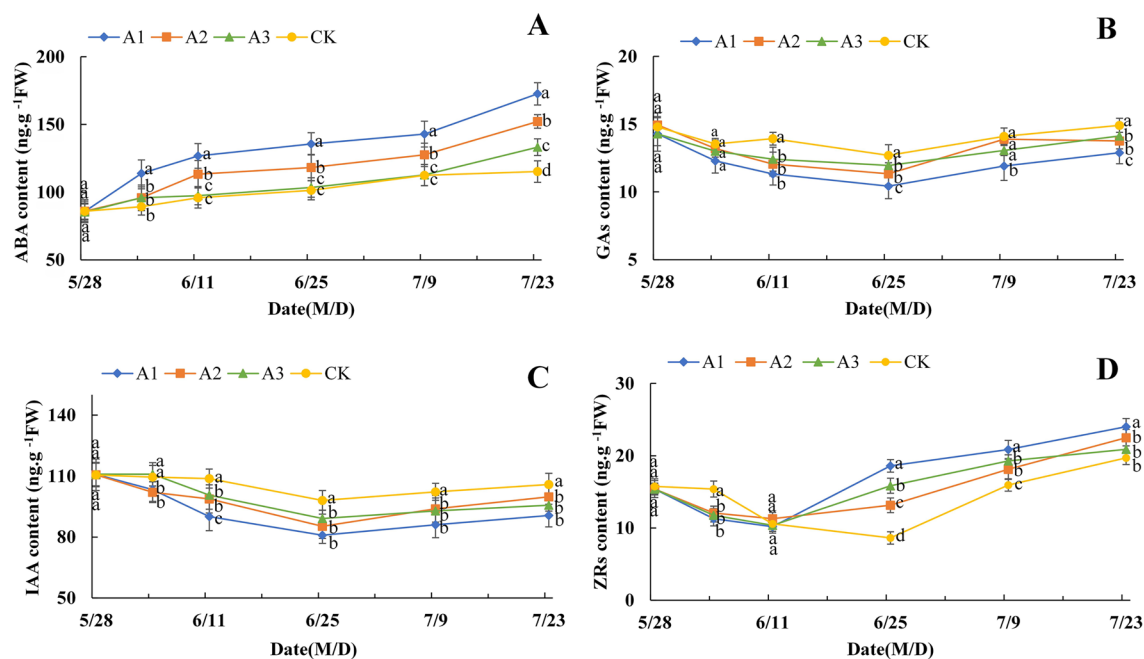 A
A1 A2 A3 CK
ABA content (ng.g -1FW)
200
150
100
50
a a a a
a b b b
a b c c
a b c c
a b c c
a b c d
5/28 6/11 6/25 7/9 7/23
Date(M/D)
B
A1 A2 A3 CK
GAs content (ng.g -1FW)
20
15
10
5
a a a a
a a a a
a b b b
a b b c
a a a a
a b b c
5/28 6/11 6/25 7/9 7/23
Date(M/D)
C
A1 A2 A3 CK
IAA content (ng.g -1FW)
140
110
80
50
a a a a
a a b b
a b b c
a b b b
a b b b
a b b b
5/28 6/11 6/25 7/9 7/23
Date(M/D)
D
A1 A2 A3 CK
ZRs content (ng.g -1FW)
30
20
10
0
a a a a
a b b b
a a a a
a b c d
a b b c
a b b b
5/28 6/11 6/25 7/9 7/23
Date(M/D)